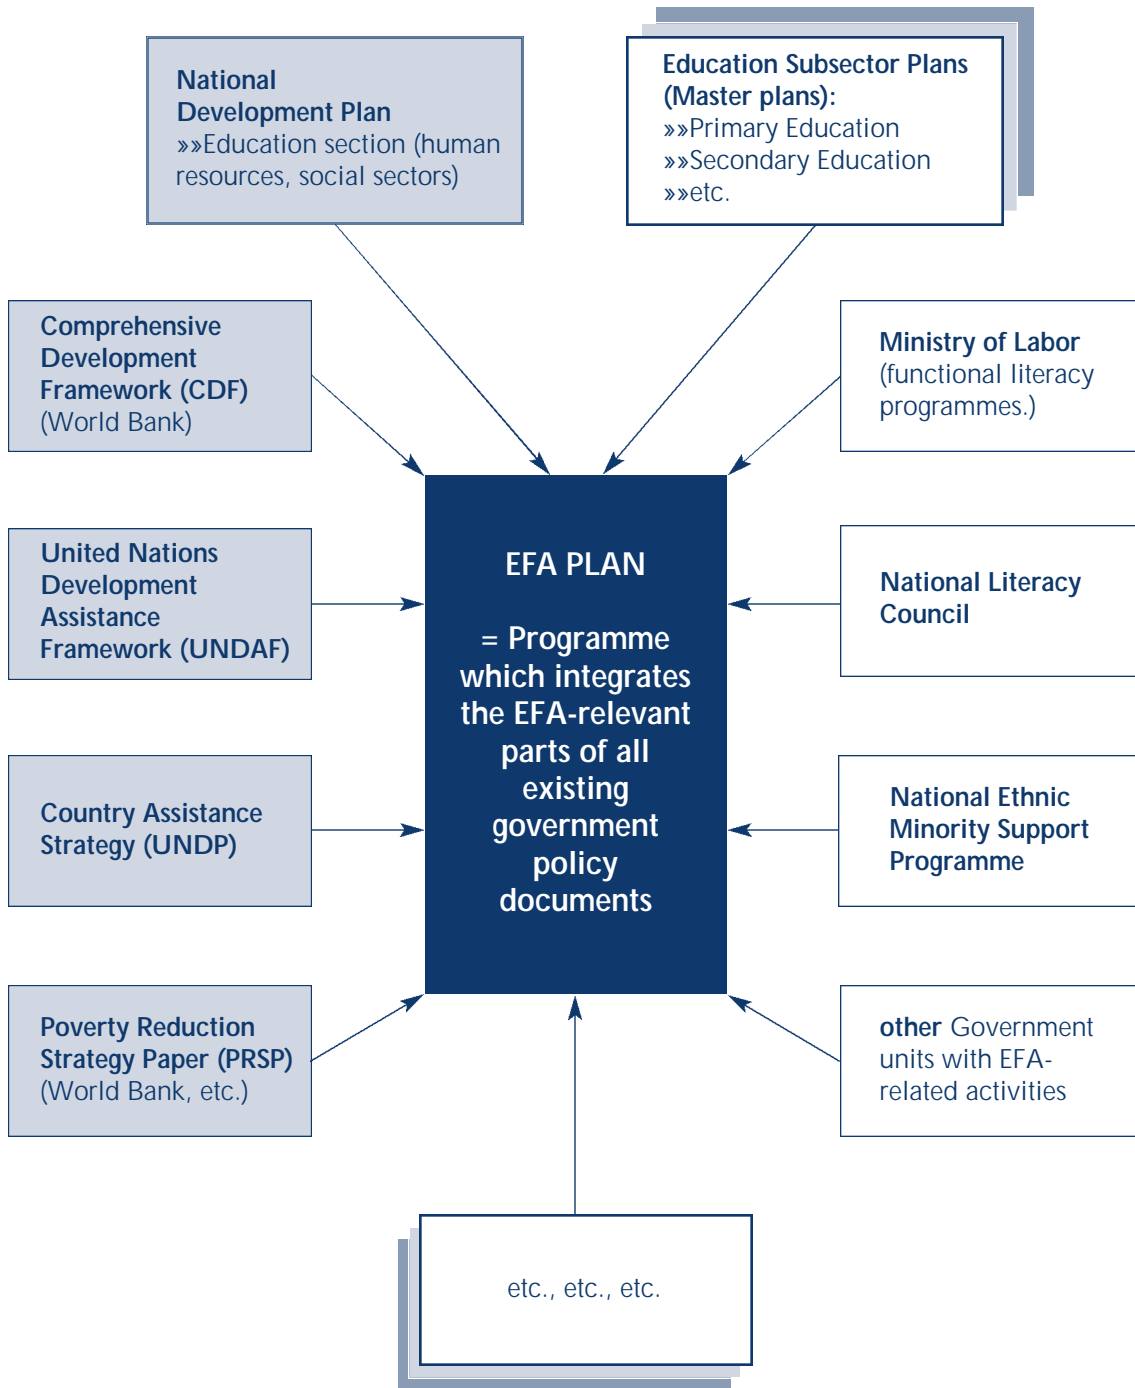 National
Development Plan
»»Education section (human
resources, social sectors)
Education Subsector Plans
(Master plans):
»»Primary Education
»»Secondary Education
»»etc.
Comprehensive
Development
Framework (CDF)
(World Bank)
Ministry of Labor
(functional literacy
programmes.)
United Nations
Development
Assistance
Framework (UNDAF)
EFA PLAN
= Programme
which integrates
the EFA-relevant
parts of all
existing
government
policy
documents
National Literacy
Council
Country Assistance
Strategy (UNDP)
National Ethnic
Minority Support
Programme
Poverty Reduction
Strategy Paper (PRSP)
(World Bank, etc.)
other Government
units with EFA-
related activities
etc., etc., etc.